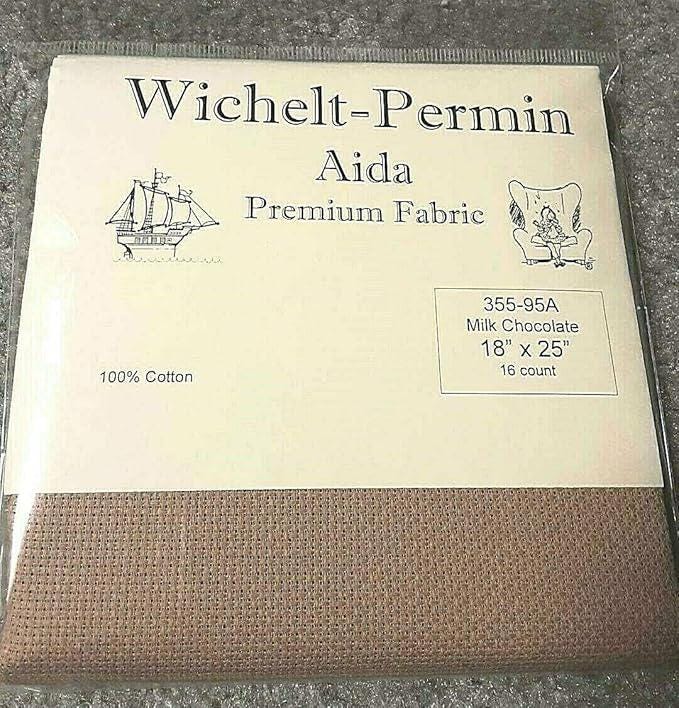 Wichelt-Permin
Aida
Premium Fabric
355-95A
Milk Chocolate
18” x 25”
16 count
100% Cotton